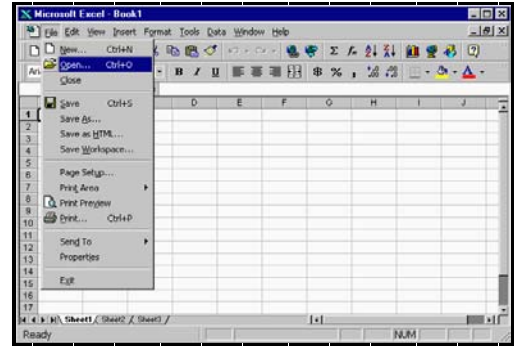 Microsoft Excel - Book1
File Edit View Insert Format Tools Data Window Help
New... Ctrl+N
Open... Ctrl+O
Close
Save Ctrl+S
Save As...
Save as HTML...
Save Workspace...
Page Setup...
Print Area
Print Preview
Print... Ctrl+P
Send To
Properties
Exit
B I U $ % ,
D E F G H I J
1
2
3
4
5
6
7
8
9
10
11
12
13
14
15
16
17
Sheet1 Sheet2 Sheet3
Ready NUM